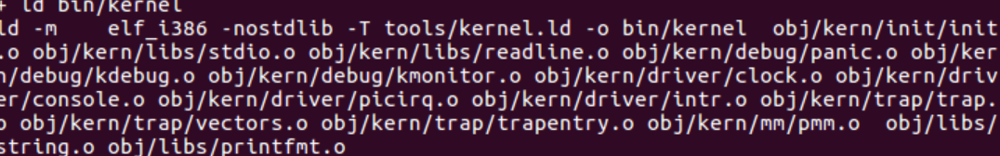 + ld bin/kernel
ld -m    elf_i386 -nostdlib -T tools/kernel.ld -o bin/kernel  obj/kern/init/init
.o obj/kern/libs/stdio.o obj/kern/libs/readline.o obj/kern/debug/panic.o obj/ker
n/debug/kdebug.o obj/kern/debug/kmonitor.o obj/kern/driver/clock.o obj/kern/driv
er/console.o obj/kern/driver/picirq.o obj/kern/driver/intr.o obj/kern/trap/trap.
o obj/kern/trap/vectors.o obj/kern/trap/trapentry.o obj/kern/mm/pmm.o  obj/libs/
string.o obj/libs/printfmt.o